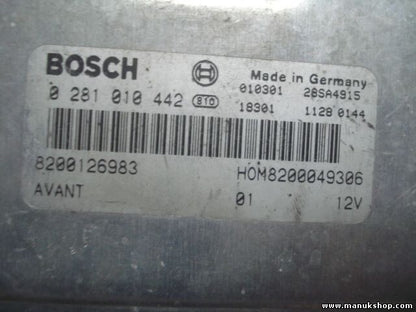 BOSCH
Made in Germany
0 281 010 442 810
010301 28SA4915
18301 1128 0144
8200126983 HOM8200049306
AVANT 01 12V
www.manukshop.com